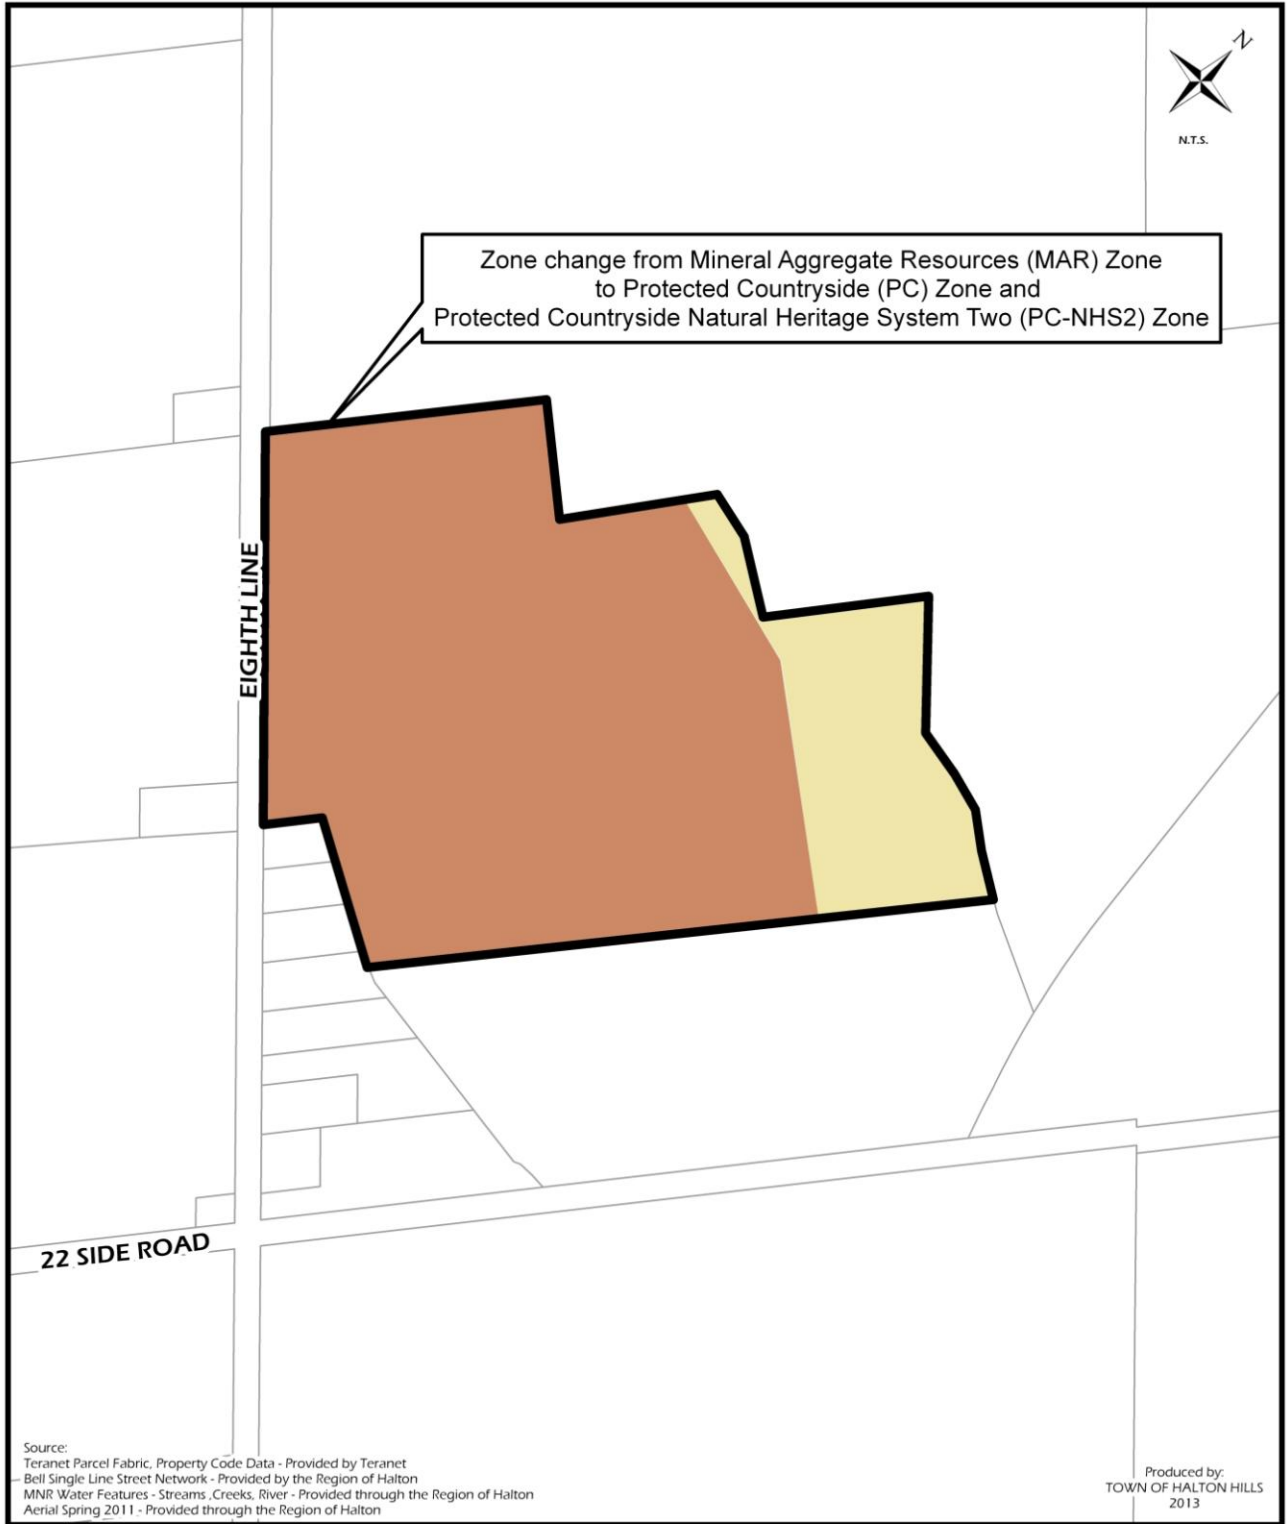 N
N.T.S.
Zone change from Mineral Aggregate Resources (MAR) Zone
to Protected Countryside (PC) Zone and
Protected Countryside Natural Heritage System Two (PC-NHS2) Zone
EIGHTH LINE
22 SIDE ROAD
Source:
Teranet Parcel Fabric, Property Code Data - Provided by Teranet
Bell Single Line Street Network - Provided by the Region of Halton
MNR Water Features - Streams ,Creeks, River - Provided through the Region of Halton
Aerial Spring 2011 - Provided through the Region of Halton
Produced by:
TOWN OF HALTON HILLS
2013